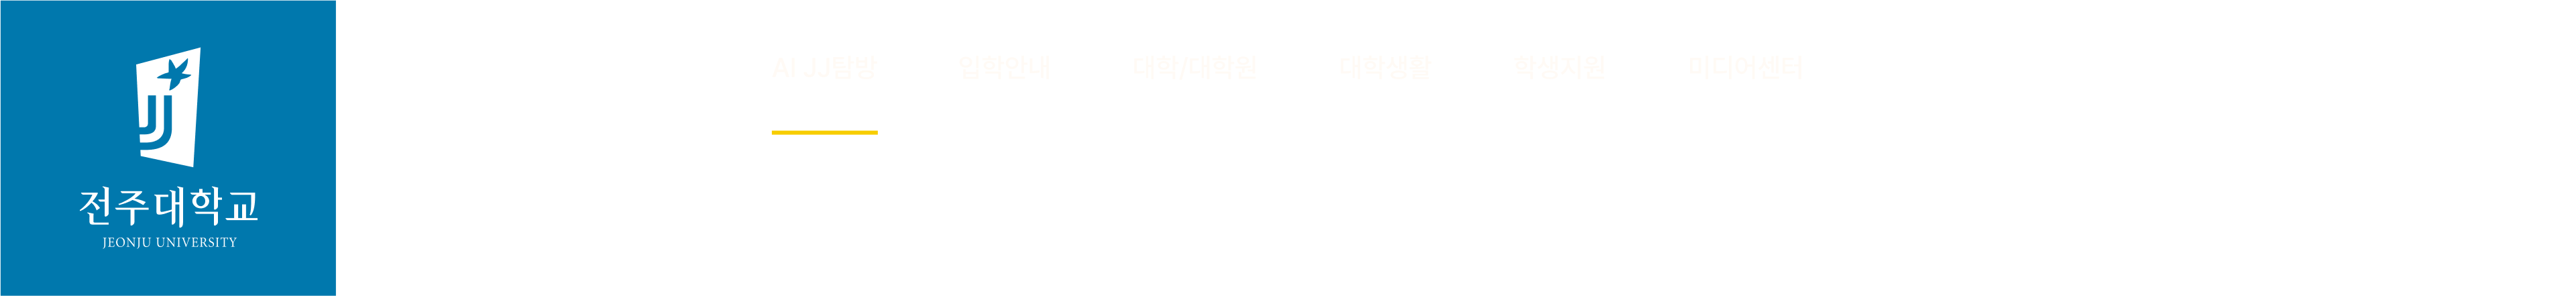 AI JJ탐방 입학안내 대학/대학원 대학생활 학생지원 미디어센터
전주대학교
JEONJU UNIVERSITY